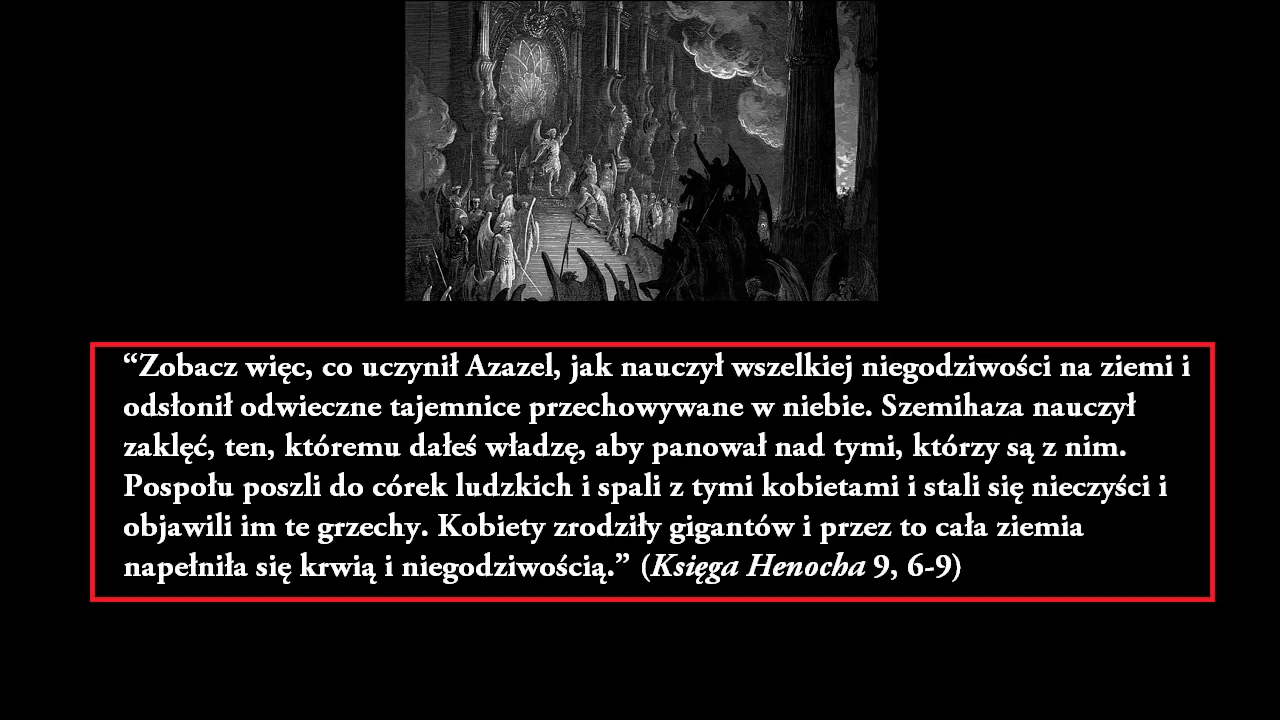 “Zobacz więc, co uczynił Azazel, jak nauczył wszelkiej niegodziwości na ziemi i
odsłonił odwieczne tajemnice przechowywane w niebie. Szemihaza nauczył
zaklęć, ten, któremu dałeś władzę, aby panował nad tymi, którzy są z nim.
Pospołu poszli do córek ludzkich i spali z tymi kobietami i stali się nieczyści i
objawili im te grzechy. Kobiety zrodziły gigantów i przez to cała ziemia
napełniła się krwią i niegodziwością.” (Księga Henocha 9, 6-9)